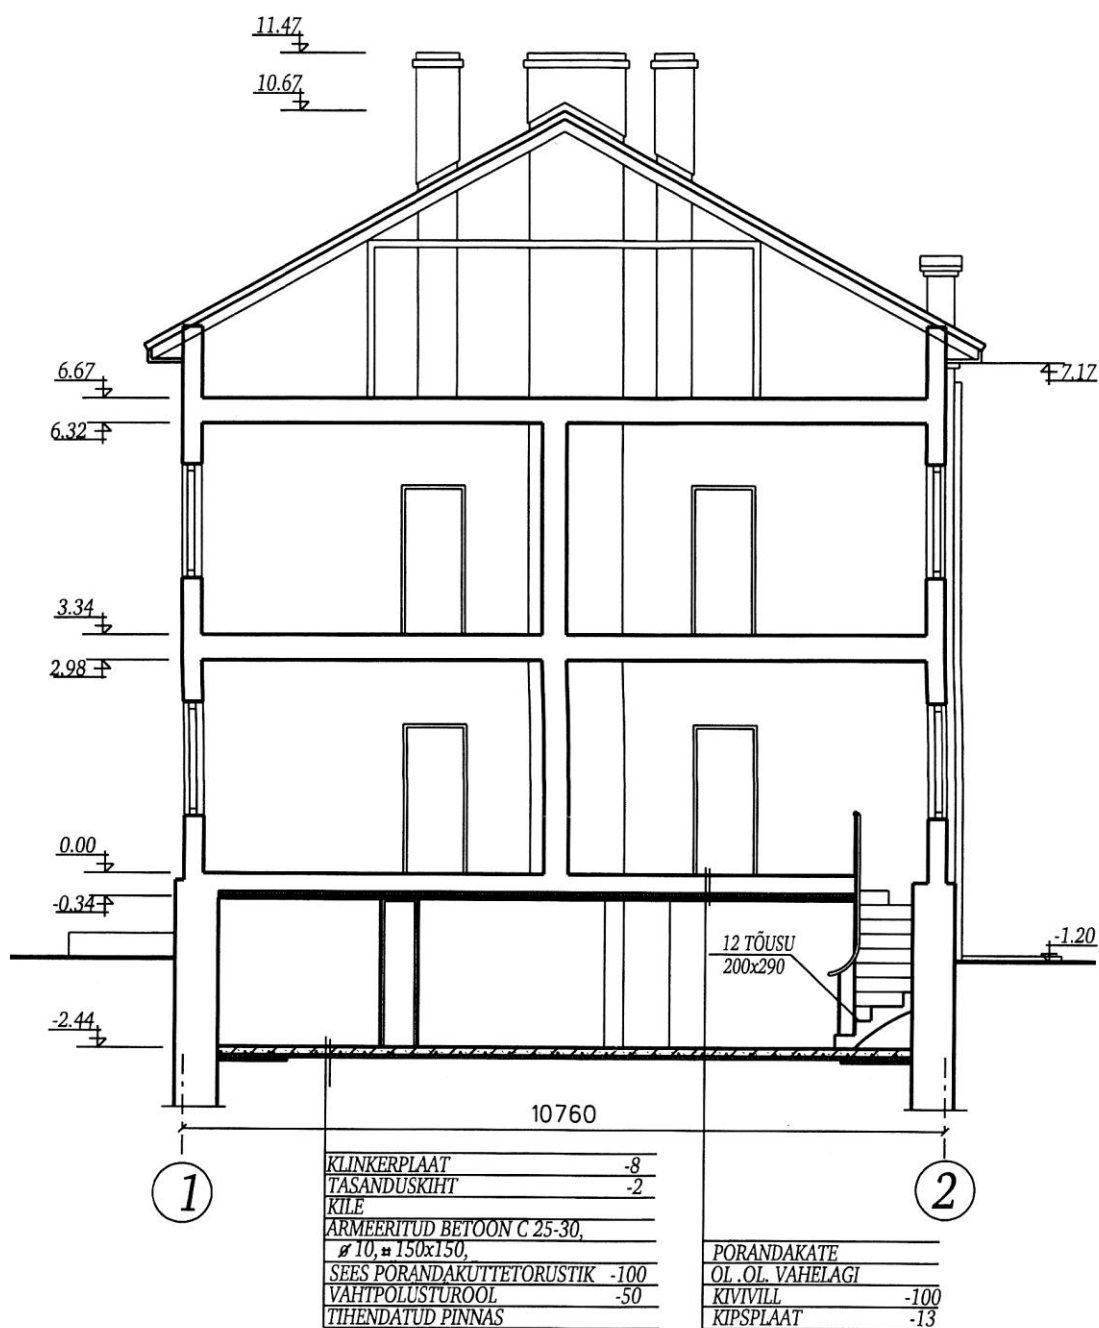 11.47
10.67
6.67
7.17
6.32
3.34
2.98
0.00
-0.34
-1.20
12 TÕUSU
200x290
-2.44
10760
1
2
KLINKERPLAAT -8
TASANDUSKIHT -2
KILE
ARMEERITUD BETOON C 25-30,
ø 10, ⌗ 150x150,
SEES PÕRANDAKÜTTETORUSTIK -100
VAHTPOLÜSTÜROOL -50
TIHENDATUD PINNAS
PÕRANDAKATE
OL .OL. VAHELAGI
KIVIVILL -100
KIPSPLAAT -13